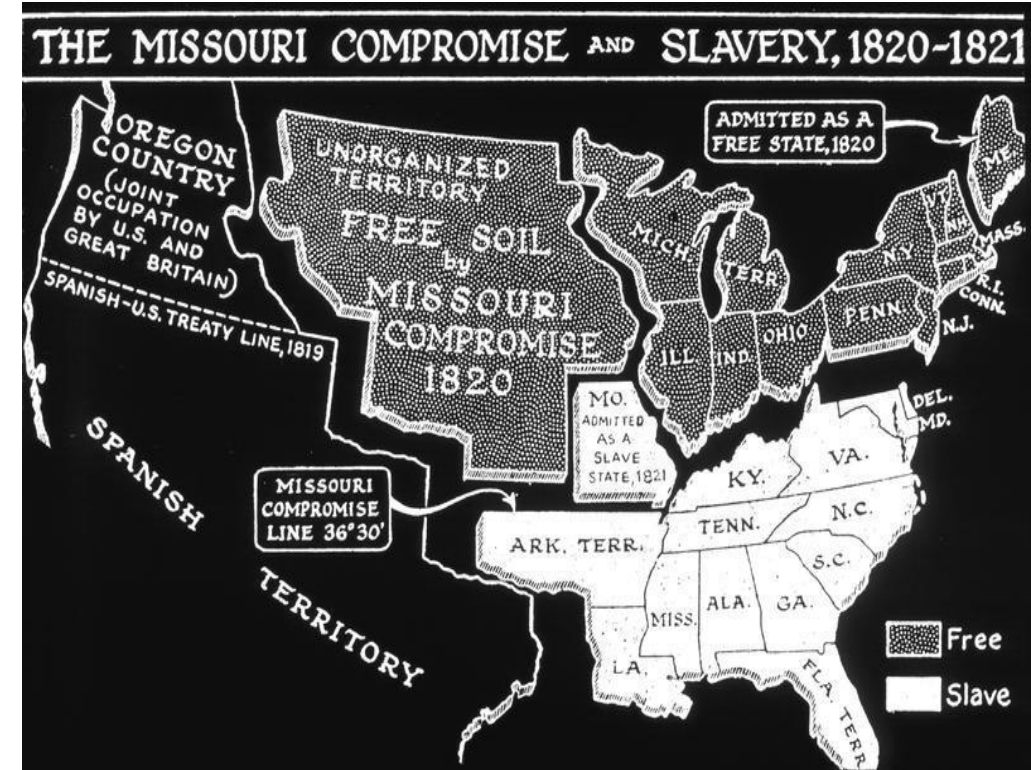 THE MISSOURI COMPROMISE AND SLAVERY, 1820-1821
OREGON
COUNTRY
(JOINT
OCCUPATION
BY U.S. AND
GREAT BRITAIN)
SPANISH-U.S. TREATY LINE, 1819
SPANISH
TERRITORY
UNORGANIZED
TERRITORY
FREE SOIL
by
MISSOURI
COMPROMISE
1820
MISSOURI
COMPROMISE
LINE 36°30'
ADMITTED AS A
FREE STATE, 1820
ME.
VT.
NH.
MASS.
R.I.
CONN.
N.Y.
N.J.
PENN.
MICH.
TERR.
ILL
IND.
OHIO
MO.
ADMITTED
AS A
SLAVE
STATE, 1821
DEL.
MD.
VA.
KY.
N.C.
TENN.
S.C.
ARK. TERR.
MISS.
ALA.
GA.
LA.
FLA. TERR.
Free
Slave